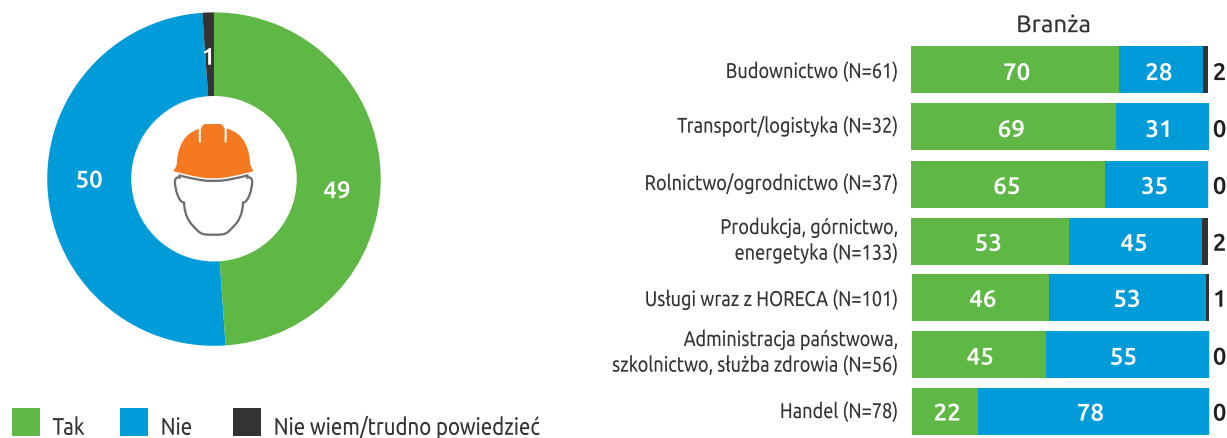 1
50
49
Tak
Nie
Nie wiem/trudno powiedzieć
Branża
Budownictwo (N=61)
70 28 2
Transport/logistyka (N=32)
69 31 0
Rolnictwo/ogrodnictwo (N=37)
65 35 0
Produkcja, górnictwo,
energetyka (N=133)
53 45 2
Usługi wraz z HORECA (N=101)
46 53 1
Administracja państwowa,
szkolnictwo, służba zdrowia (N=56)
45 55 0
Handel (N=78)
22 78 0